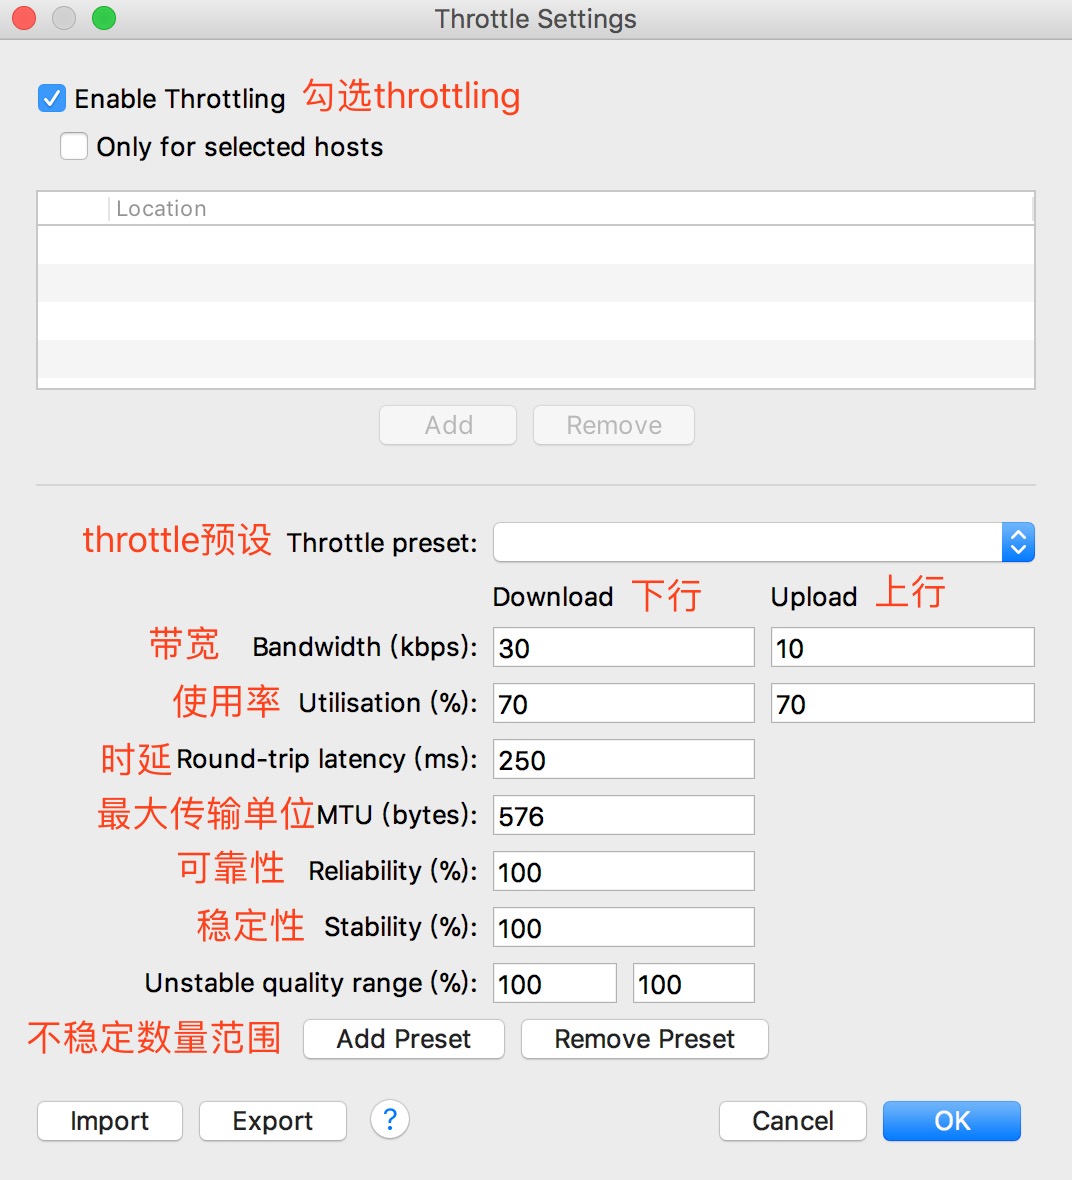 Throttle Settings
Enable Throttling 勾选throttling
Only for selected hosts
Location
Add Remove
throttle预设 Throttle preset:
Download 下行 Upload 上行
带宽 Bandwidth (kbps): 30 10
使用率 Utilisation (%): 70 70
时延 Round-trip latency (ms): 250
最大传输单位 MTU (bytes): 576
可靠性 Reliability (%): 100
稳定性 Stability (%): 100
Unstable quality range (%): 100 100
不稳定数量范围 Add Preset Remove Preset
Import Export ? Cancel OK